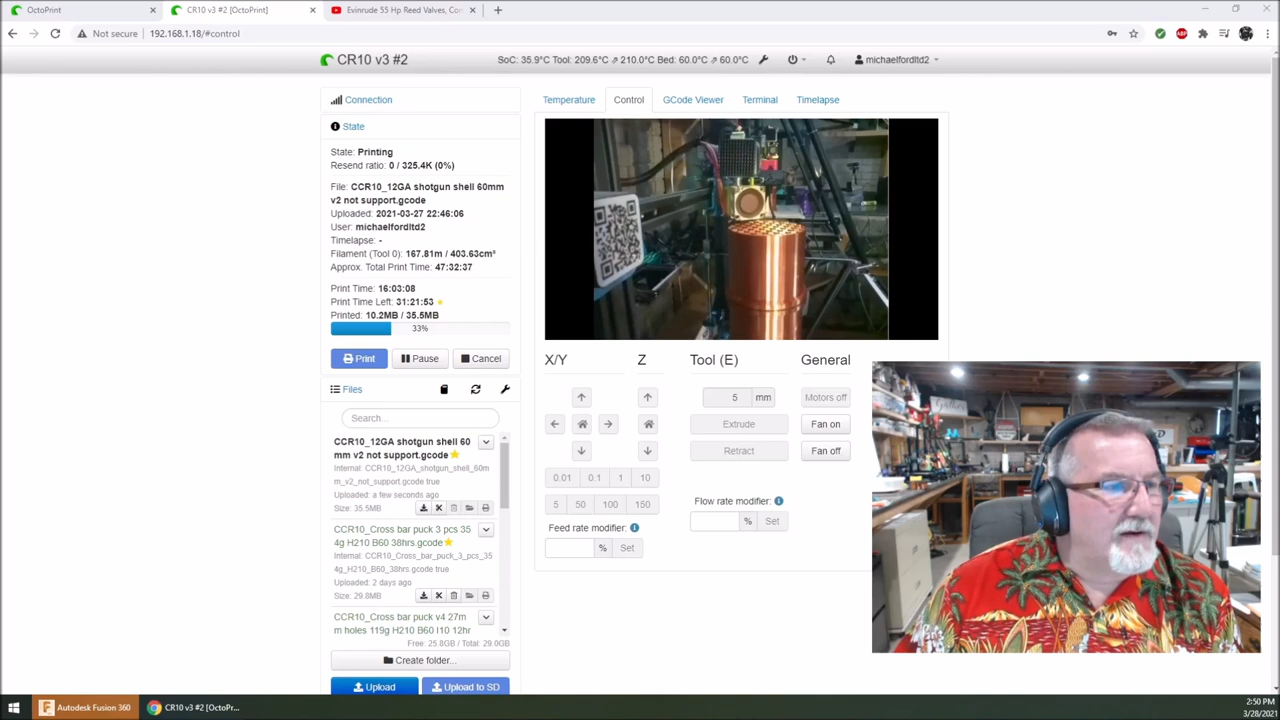 OctoPrint
CR10 v3 #2 [OctoPrint]
Evinrude 55 Hp Reed Valves, Con
Not secure
192.168.1.18/#control
CR10 v3 #2
SoC: 35.9°C Tool: 209.6°C ⇗ 210.0°C Bed: 60.0°C ⇗ 60.0°C
michaelfordltd2
Connection
Temperature
Control
GCode Viewer
Terminal
Timelapse
State
State: Printing
Resend ratio: 0 / 325.4K (0%)
File: CCR10_12GA shotgun shell 60mm
v2 not support.gcode
Uploaded: 2021-03-27 22:46:06
User: michaelfordltd2
Timelapse: -
Filament (Tool 0): 167.81m / 403.63cm³
Approx. Total Print Time: 47:32:37
Print Time: 16:03:08
Print Time Left: 31:21:53
Printed: 10.2MB / 35.5MB
33%
Print
Pause
Cancel
Files
Search...
CCR10_12GA shotgun shell 60
mm v2 not support.gcode
Internal: CCR10_12GA_shotgun_shell_60m
m_v2_not_support.gcode true
Uploaded: a few seconds ago
Size: 35.5MB
CCR10_Cross bar puck 3 pcs 35
4g H210 B60 38hrs.gcode
Internal: CCR10_Cross_bar_puck_3_pcs_35
4g_H210_B60_38hrs.gcode true
Uploaded: 2 days ago
Size: 29.8MB
CCR10_Cross bar puck v4 27m
m holes 119g H210 B60 I10 12hr
Free: 25.8GB / Total: 29.0GB
Create folder...
Upload
Upload to SD
X/Y
Z
Tool (E)
General
5
mm
Motors off
Extrude
Fan on
Retract
Fan off
0.01
0.1
1
10
5
50
100
150
Flow rate modifier:
%
Set
Feed rate modifier:
%
Set
Autodesk Fusion 360
CR10 v3 #2 [OctoPr...
2:50 PM
3/28/2021